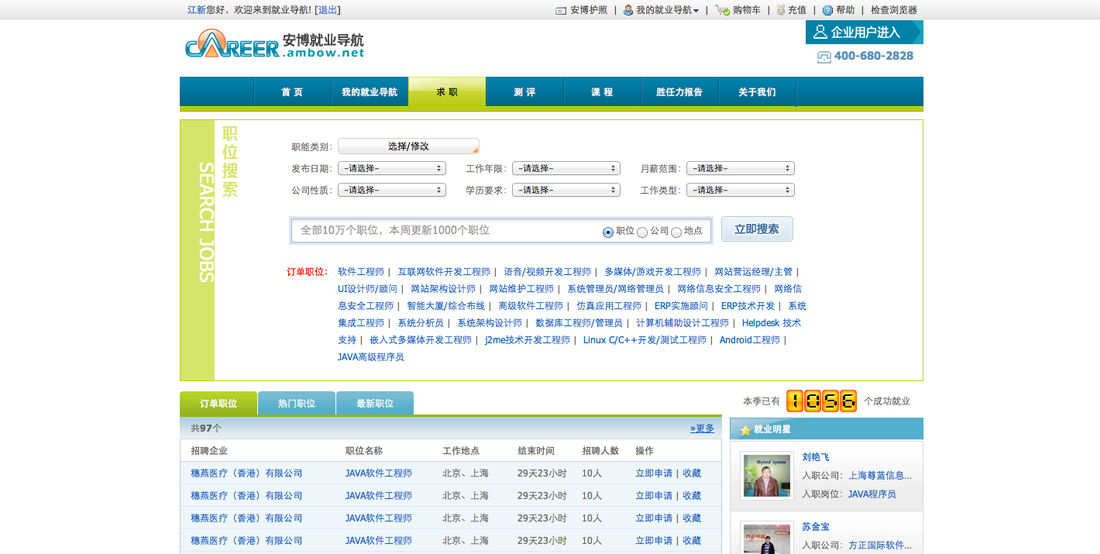 江新您好，欢迎来到就业导航! [退出]
安博护照 | 我的就业导航 | 购物车 | 充值 | 帮助 | 检查浏览器
CAREER 安博就业导航
.ambow.net
企业用户进入
400-680-2828
首 页 我的就业导航 求 职 测 评 课 程 胜任力报告 关于我们
职位搜索
SEARCH JOBS
职能类别: 选择/修改
发布日期: -请选择- 工作年限: -请选择- 月薪范围: -请选择-
公司性质: -请选择- 学历要求: -请选择- 工作类型: -请选择-
全部10万个职位，本周更新1000个职位 职位 公司 地点 立即搜索
订单职位: 软件工程师 | 互联网软件开发工程师 | 语音/视频开发工程师 | 多媒体/游戏开发工程师 | 网站营运经理/主管 |
UI设计师/顾问 | 网站架构设计师 | 网站维护工程师 | 系统管理员/网络管理员 | 网络信息安全工程师 | 网络信
息安全工程师 | 智能大厦/综合布线 | 高级软件工程师 | 仿真应用工程师 | ERP实施顾问 | ERP技术开发 | 系统
集成工程师 | 系统分析员 | 系统架构设计师 | 数据库工程师/管理员 | 计算机辅助设计工程师 | Helpdesk 技术
支持 | 嵌入式多媒体开发工程师 | j2me技术开发工程师 | Linux C/C++开发/测试工程师 | Android工程师 |
JAVA高级程序员
订单职位 热门职位 最新职位
本季已有 1056 个成功就业
共97个 »更多
就业明星
招聘企业 职位名称 工作地点 结束时间 招聘人数 操作
穗燕医疗（香港）有限公司 JAVA软件工程师 北京、上海 29天23小时 10人 立即申请 | 收藏
穗燕医疗（香港）有限公司 JAVA软件工程师 北京、上海 29天23小时 10人 立即申请 | 收藏
穗燕医疗（香港）有限公司 JAVA软件工程师 北京、上海 29天23小时 10人 立即申请 | 收藏
穗燕医疗（香港）有限公司 JAVA软件工程师 北京、上海 29天23小时 10人 立即申请 | 收藏
刘艳飞
入职公司: 上海尊蓝信息...
入职岗位: JAVA程序员
苏金宝
入职公司: 方正国际软件...